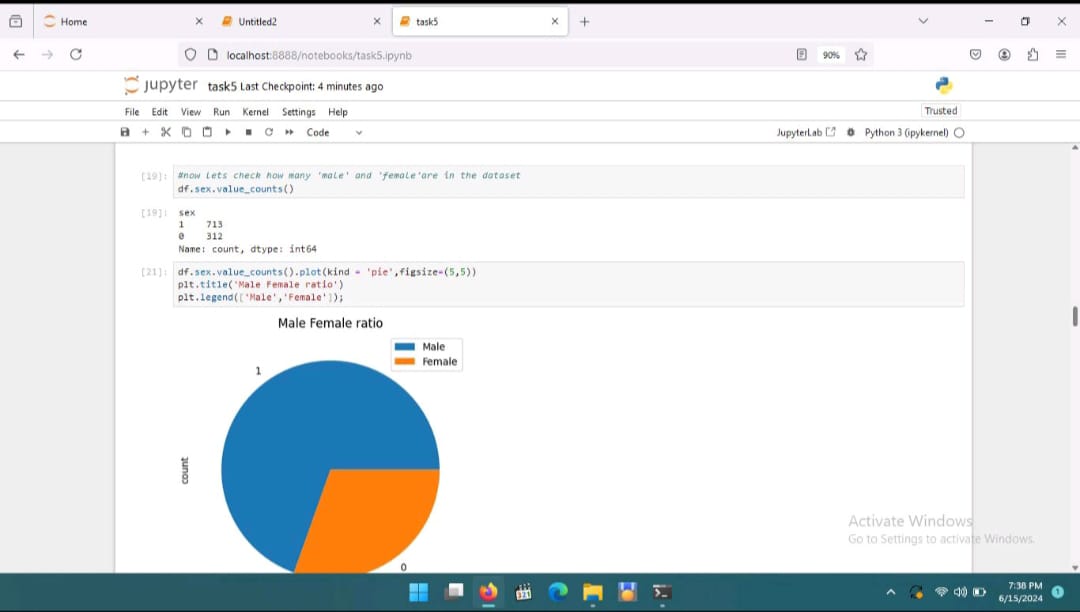 Home
Untitled2
task5
localhost:8888/notebooks/task5.ipynb
90%
jupyter task5 Last Checkpoint: 4 minutes ago
File Edit View Run Kernel Settings Help
Trusted
Code
JupyterLab
Python 3 (ipykernel)
[19]: #now lets check how many 'male' and 'female'are in the dataset
df.sex.value_counts()
[19]: sex
1 713
0 312
Name: count, dtype: int64
[21]: df.sex.value_counts().plot(kind = 'pie',figsize=(5,5))
plt.title('Male Female ratio')
plt.legend(['Male','Female']);
Male Female ratio
Male
Female
1
count
0
Activate Windows
Go to Settings to activate Windows.
321
7:38 PM
6/15/2024
1